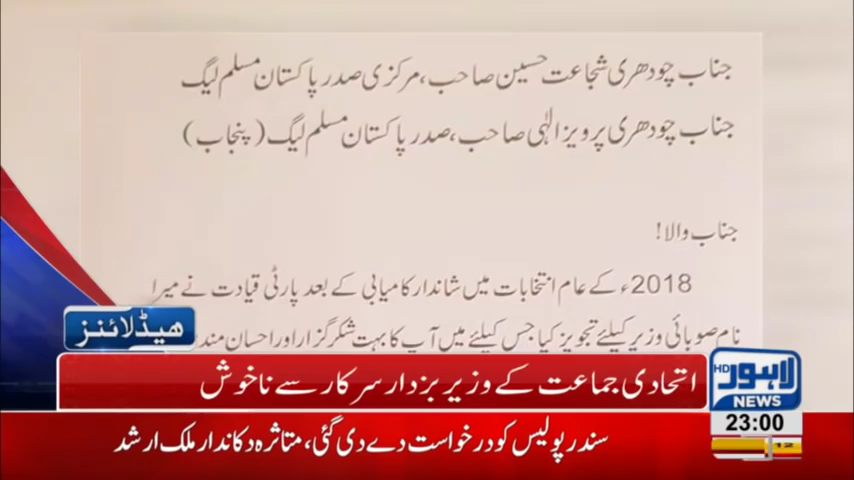 جناب چودھری شجاعت حسین صاحب، مرکزی صدر پاکستان مسلم لیگ
جناب چودھری پرویز الٰہی صاحب، صدر پاکستان مسلم لیگ (پنجاب)
جناب والا!
2018ء کے عام انتخابات میں شاندار کامیابی کے بعد پارٹی قیادت نے میرا
نام صوبائی وزیر کیلئے تجویز کیا جس کیلئے میں آپ کا بہت شکر گزار اور احسان مند
ہیڈلائنز
اتحادی جماعت کے وزیر بزدار سرکار سے ناخوش
لاہور HD
NEWS
23:00
12
سندر پولیس کو درخواست دے دی گئی، متاثرہ دکاندار ملک ارشد